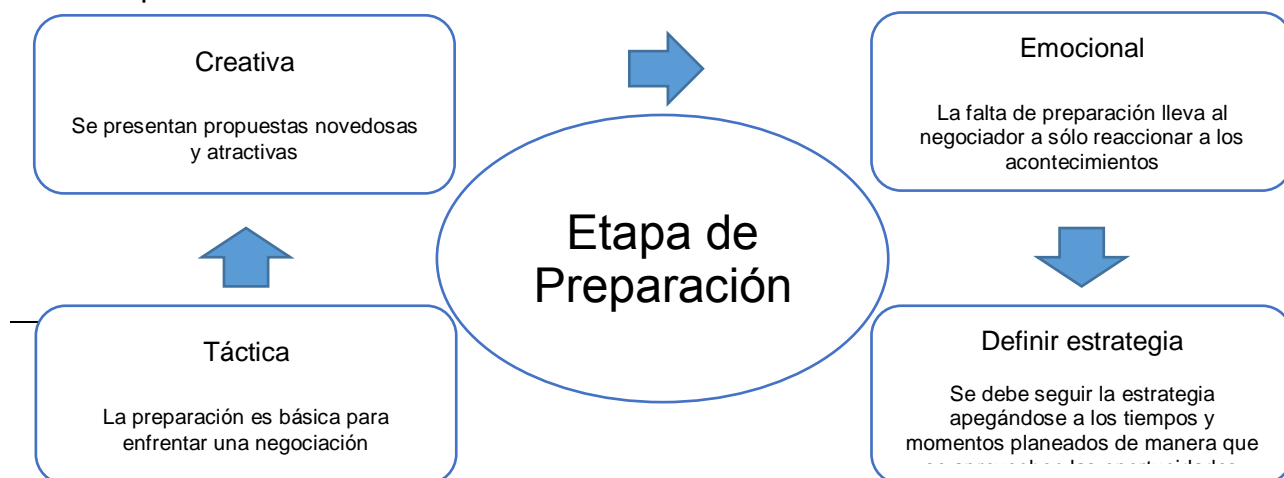 Creativa
Se presentan propuestas novedosas
y atractivas
Emocional
La falta de preparación lleva al
negociador a sólo reaccionar a los
acontecimientos
Etapa de
Preparación
Táctica
La preparación es básica para
enfrentar una negociación
Definir estrategia
Se debe seguir la estrategia
apegándose a los tiempos y
momentos planeados de manera que